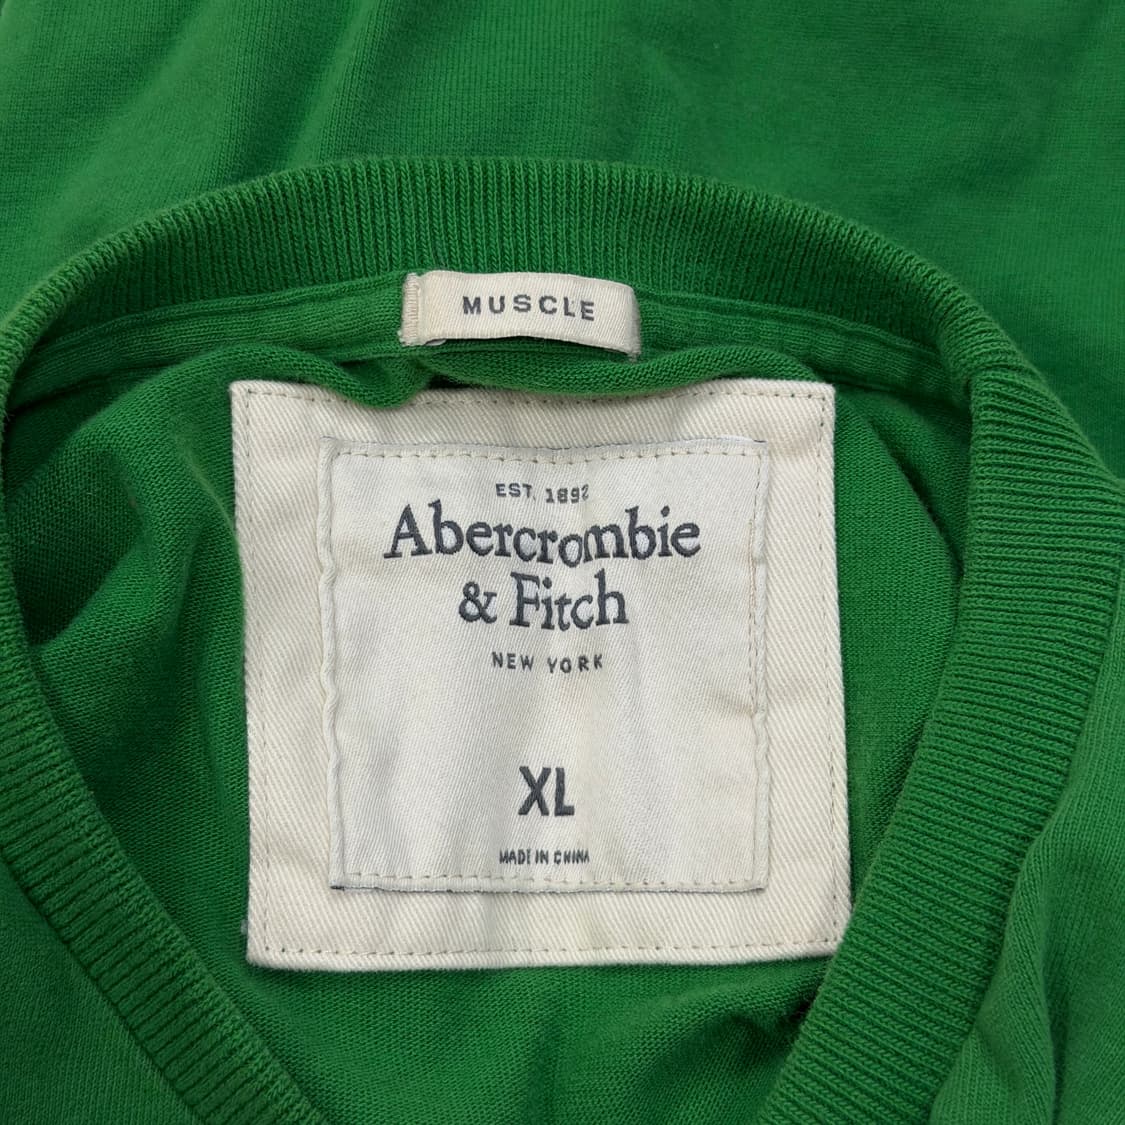 MUSCLE
EST. 1892
Abercrombie
& Fitch
NEW YORK
XL
MADE IN CHINA